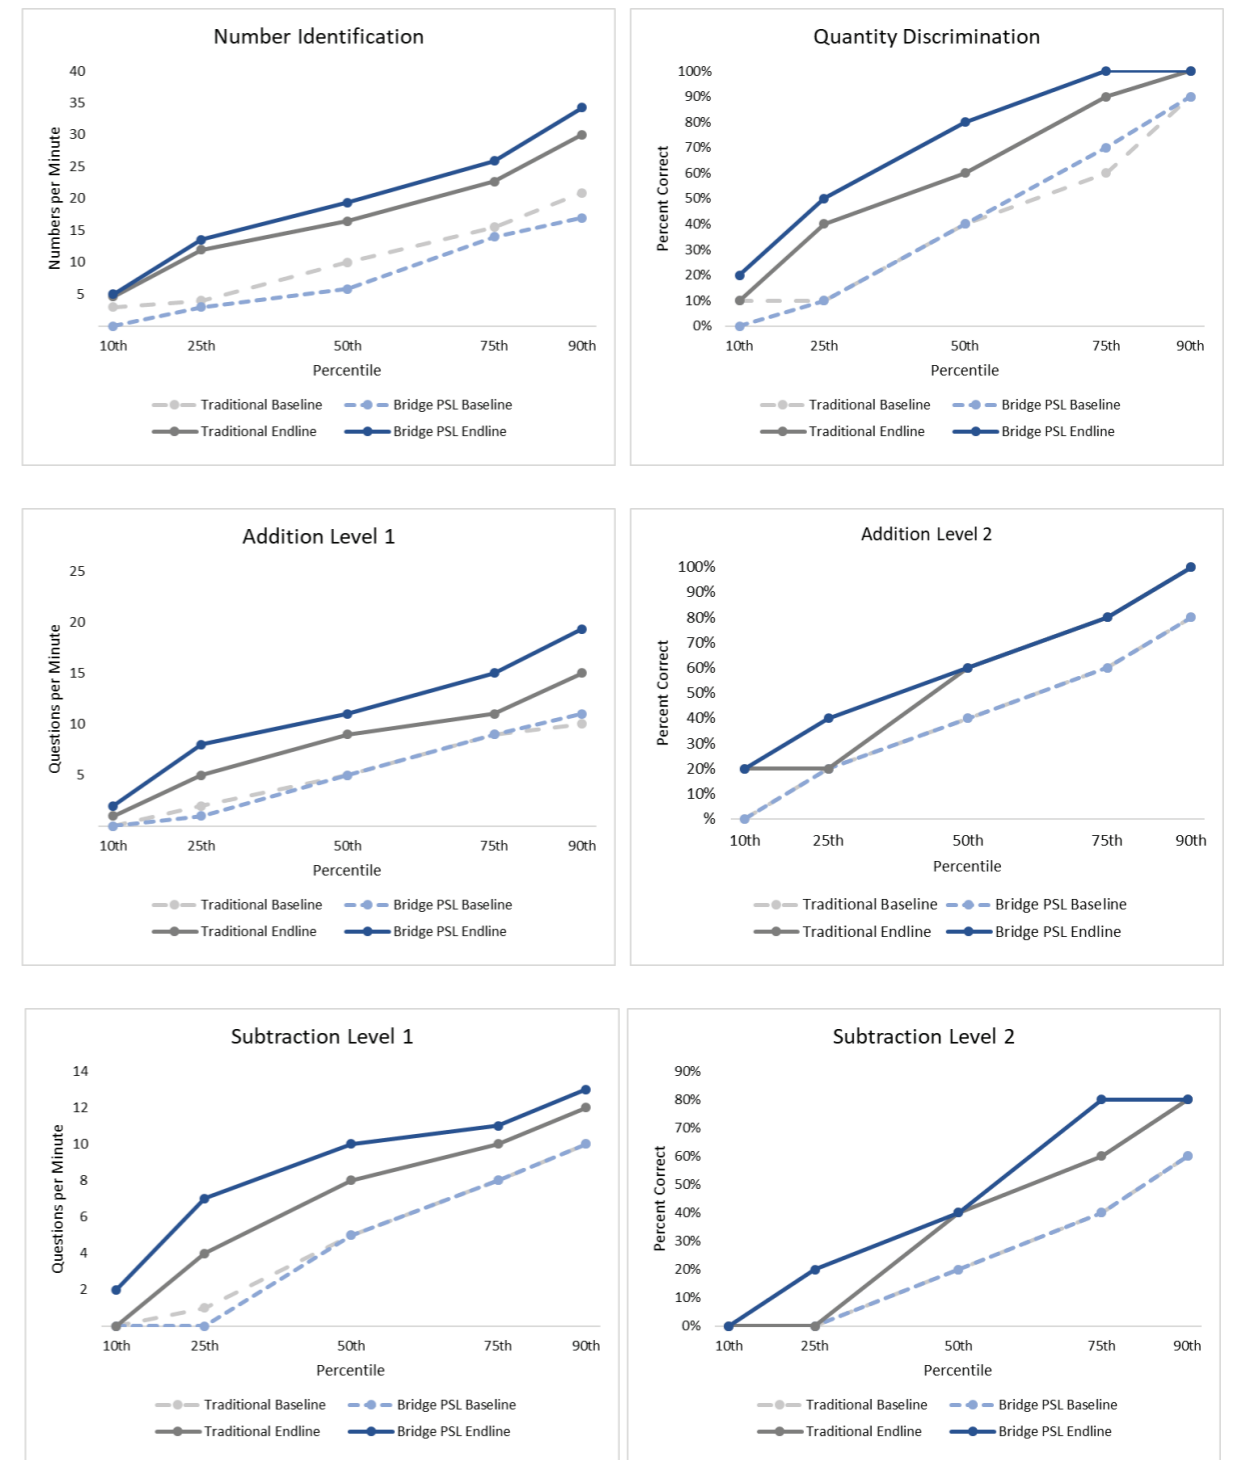 Number Identification
Numbers per Minute
40
35
30
25
20
15
10
5
10th 25th 50th 75th 90th
Percentile
Traditional Baseline Bridge PSL Baseline
Traditional Endline Bridge PSL Endline
Quantity Discrimination
Percent Correct
100%
90%
80%
70%
60%
50%
40%
30%
20%
10%
0%
10th 25th 50th 75th 90th
Percentile
Traditional Baseline Bridge PSL Baseline
Traditional Endline Bridge PSL Endline
Addition Level 1
Questions per Minute
25
20
15
10
5
10th 25th 50th 75th 90th
Percentile
Traditional Baseline Bridge PSL Baseline
Traditional Endline Bridge PSL Endline
Addition Level 2
Percent Correct
100%
90%
80%
70%
60%
50%
40%
30%
20%
10%
%
10th 25th 50th 75th 90th
Percentile
Traditional Baseline Bridge PSL Baseline
Traditional Endline Bridge PSL Endline
Subtraction Level 1
Questions per Minute
14
12
10
8
6
4
2
10th 25th 50th 75th 90th
Percentile
Traditional Baseline Bridge PSL Baseline
Traditional Endline Bridge PSL Endline
Subtraction Level 2
Percent Correct
90%
80%
70%
60%
50%
40%
30%
20%
10%
0%
10th 25th 50th 75th 90th
Percentile
Traditional Baseline Bridge PSL Baseline
Traditional Endline Bridge PSL Endline